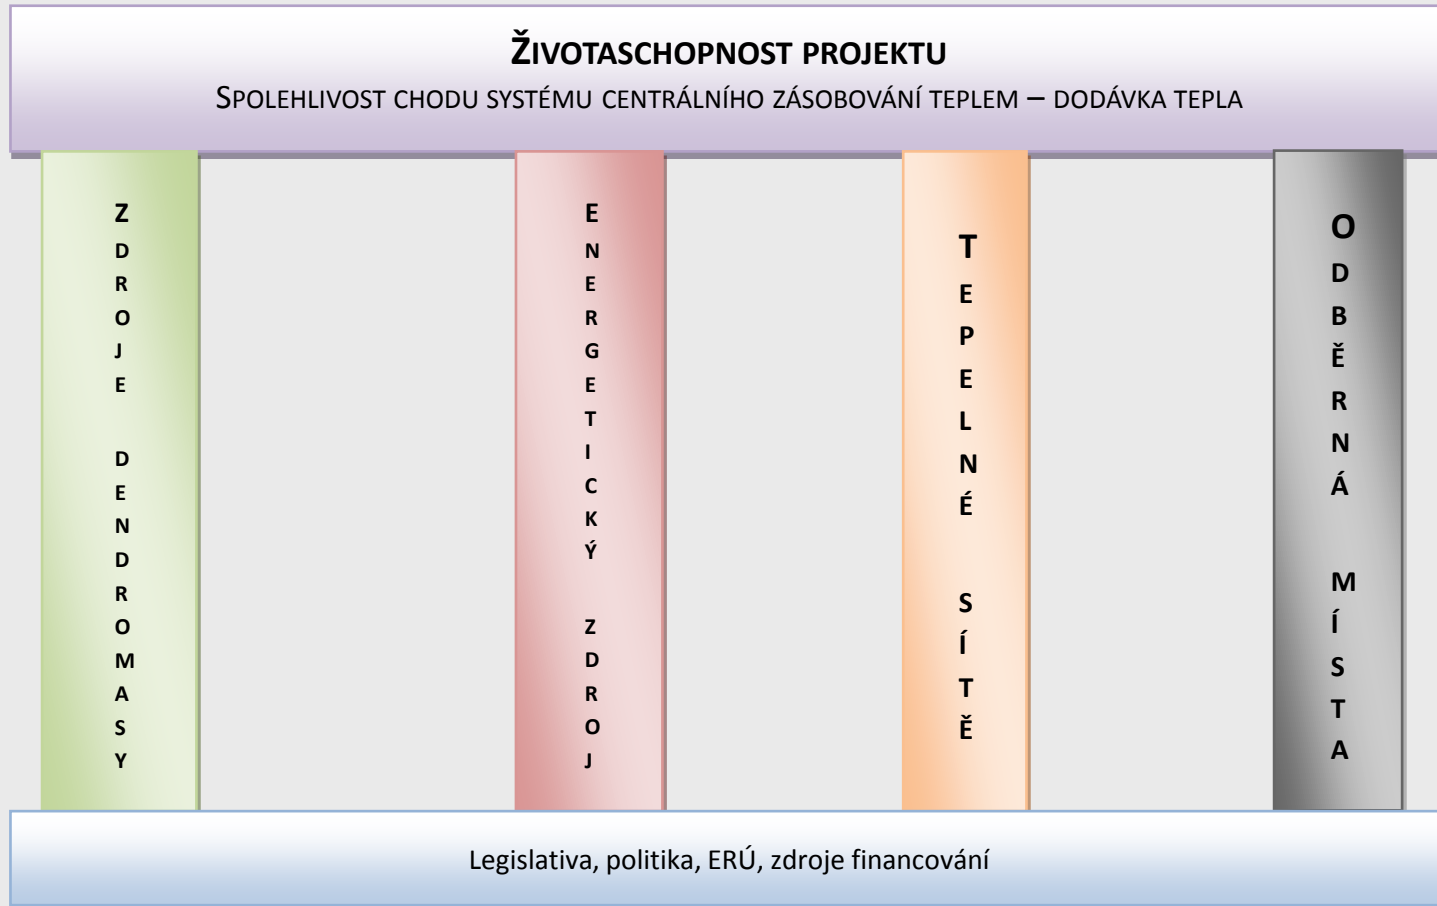 ŽIVOTASCHOPNOST PROJEKTU
SPOLEHLIVOST CHODU SYSTÉMU CENTRÁLNÍHO ZÁSOBOVÁNÍ TEPLEM – DODÁVKA TEPLA
ZDROJE DENDROMASY
ENERGETICKÝ ZDROJ
TEPELNÉ SÍTĚ
ODBĚRNÁ MÍSTA
Legislativa, politika, ERÚ, zdroje financování